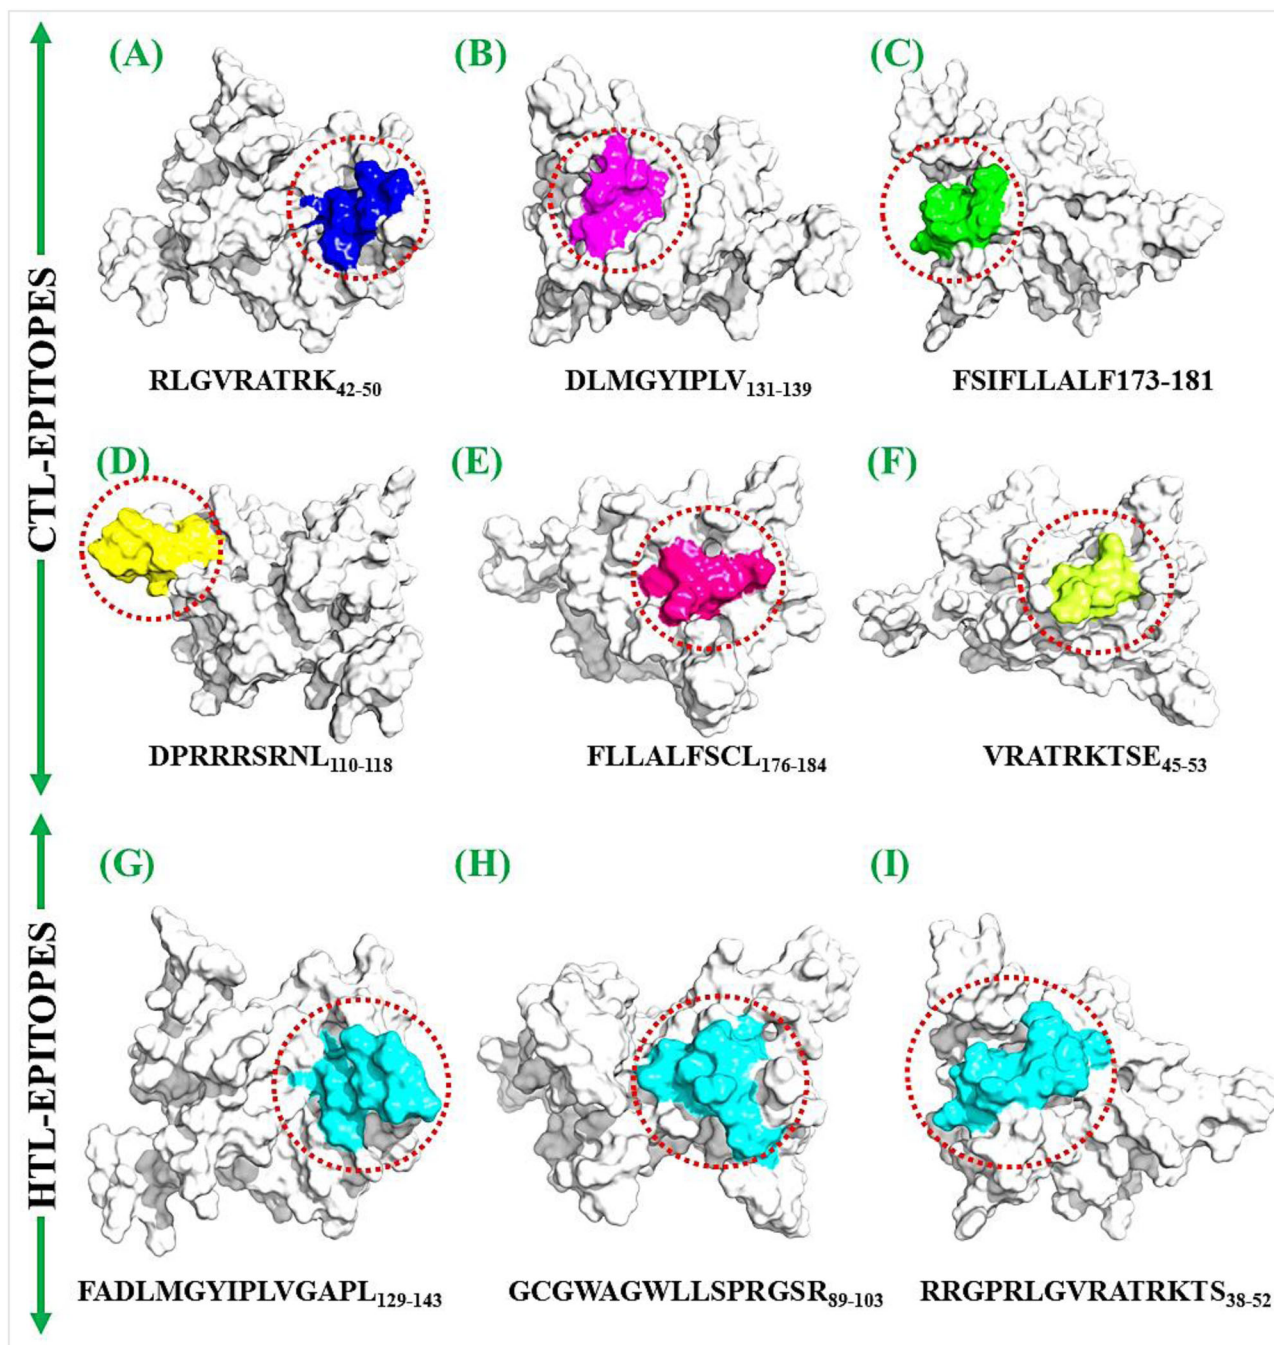 CTL-EPITOPES
(A)
(B)
(C)
RLGVRATRK42-50
DLMGYIPLV131-139
FSIFLLALF173-181
(D)
(E)
(F)
DPRRRSRNL110-118
FLLALFSCL176-184
VRATRKTSE45-53
HTL-EPITOPES
(G)
(H)
(I)
FADLMGYIPLVGAPL129-143
GCGWAGWLLSPRGSR89-103
RRGPRLGVRATRKTS38-52